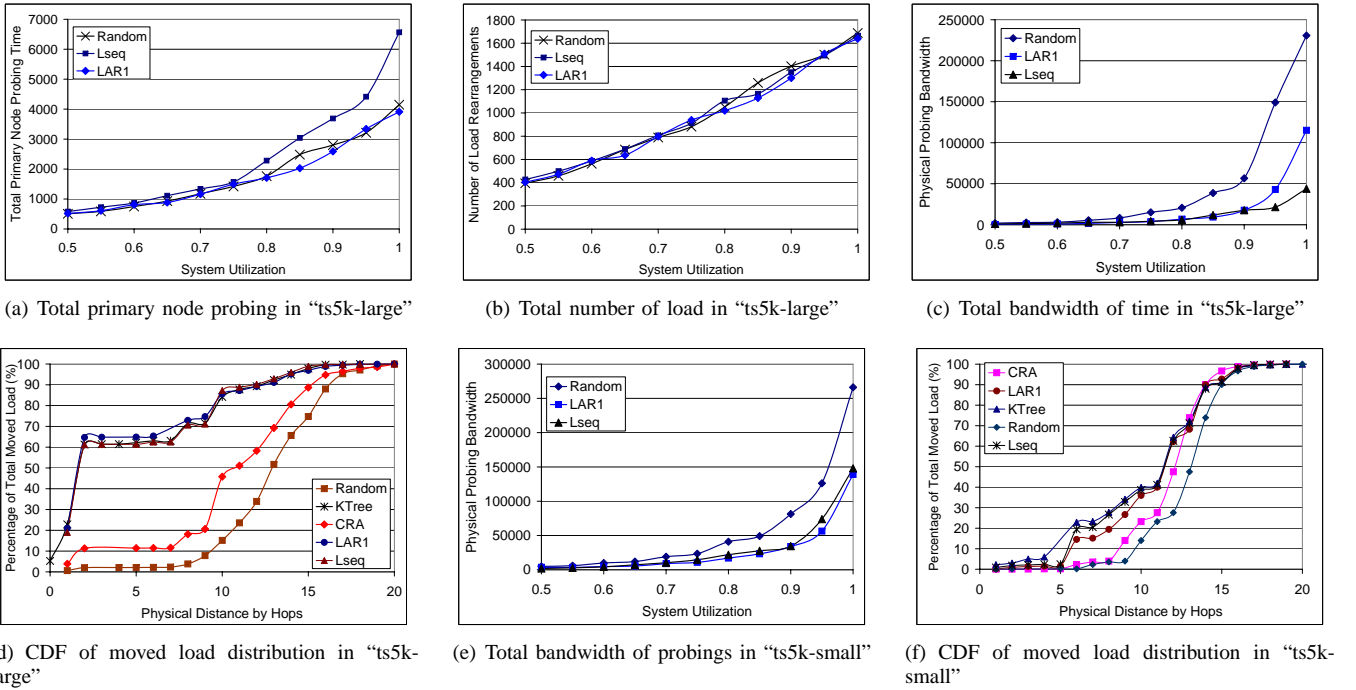 7000
6000
5000
4000
3000
2000
1000
0
Total Primary Node Probing Time
Random
Lseq
LAR1
0.5 0.6 0.7 0.8 0.9 1
System Utilization
(a) Total primary node probing in “ts5k-large”
1800
1600
1400
1200
1000
800
600
400
200
0
Number of Load Rearrangements
Random
Lseq
LAR1
0.5 0.6 0.7 0.8 0.9 1
System Utilization
(b) Total number of load in “ts5k-large”
250000
200000
150000
100000
50000
0
Physical Probing Bandwidth
Random
LAR1
Lseq
0.5 0.6 0.7 0.8 0.9 1
System Utilization
(c) Total bandwidth of time in “ts5k-large”
100
90
80
70
60
50
40
30
20
10
0
Percentage of Total Moved Load (%)
Random
KTree
CRA
LAR1
Lseq
0 5 10 15 20
Physical Distance by Hops
d) CDF of moved load distribution in “ts5k-
arge”
300000
250000
200000
150000
100000
50000
0
Physical Probing Bandwidth
Random
LAR1
Lseq
0.5 0.6 0.7 0.8 0.9 1
System Utilization
(e) Total bandwidth of probings in “ts5k-small”
100
90
80
70
60
50
40
30
20
10
0
Percentage of Total Moved Load (%)
CRA
LAR1
KTree
Random
Lseq
0 5 10 15 20
Physical Distance by Hops
(f) CDF of moved load distribution in “ts5k-
small”